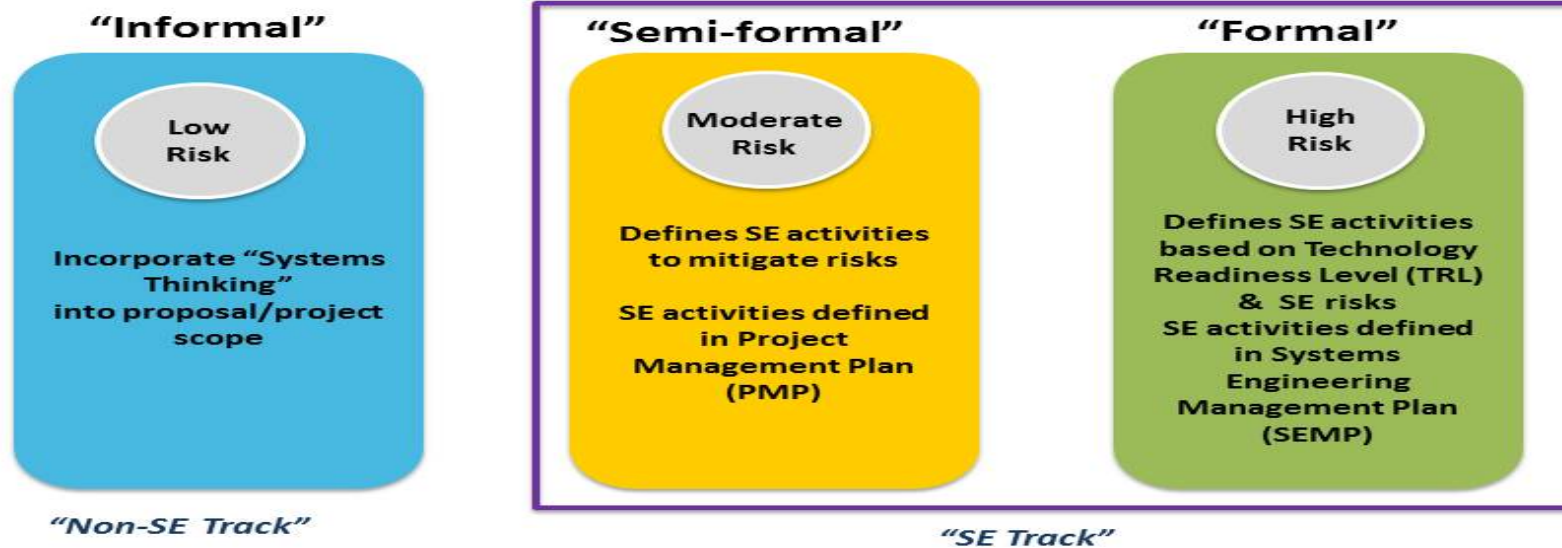 “Informal”
Low
Risk
Incorporate “Systems
Thinking”
into proposal/project
scope
“Non-SE Track”
“Semi-formal”
Moderate
Risk
Defines SE activities
to mitigate risks
SE activities defined
in Project
Management Plan
(PMP)
“Formal”
High
Risk
Defines SE activities
based on Technology
Readiness Level (TRL)
& SE risks
SE activities defined
in Systems
Engineering
Management Plan
(SEMP)
“SE Track”